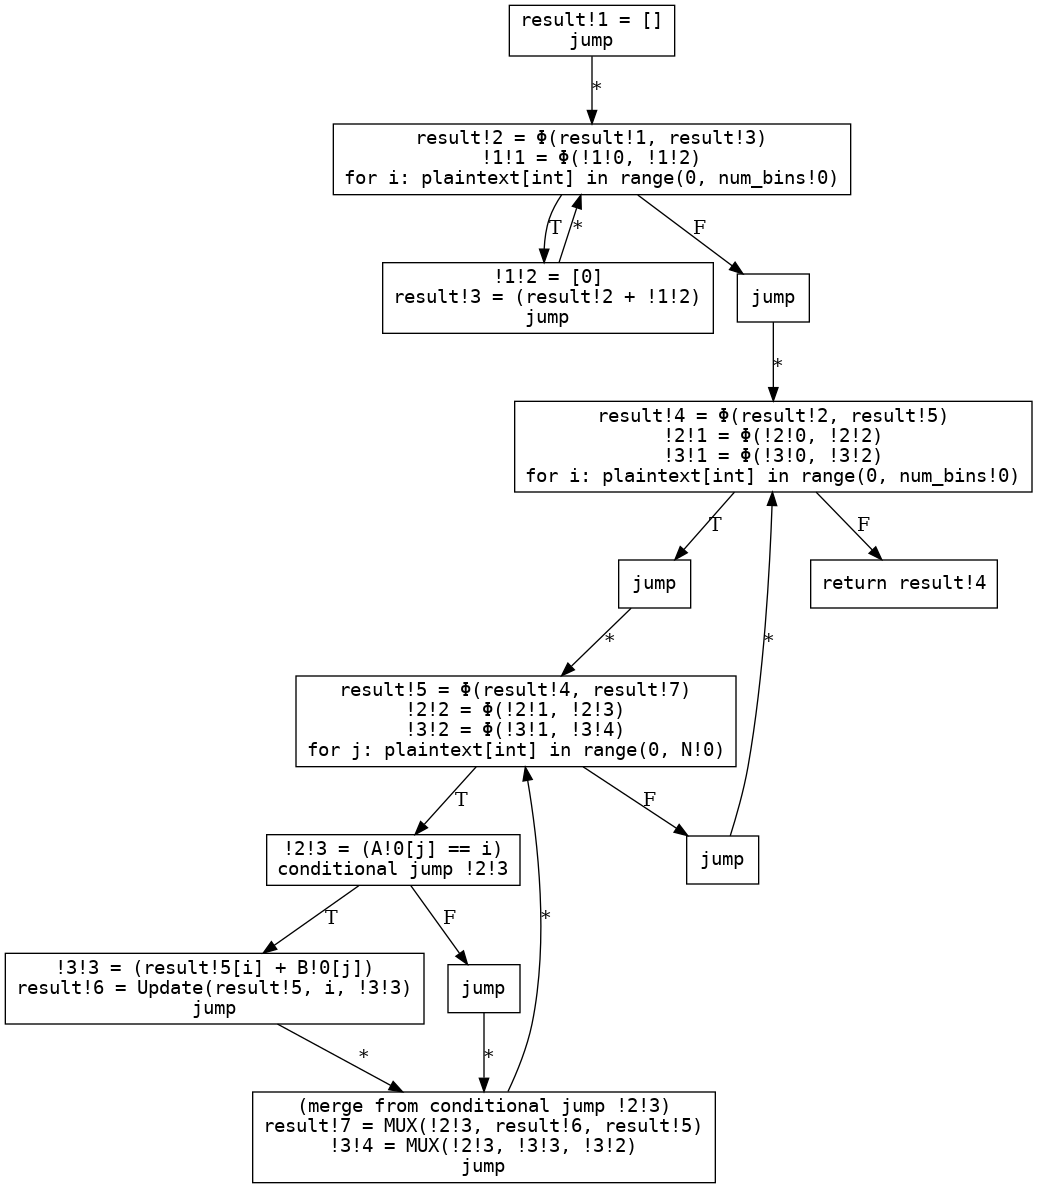 result!1 = []
jump
*
result!2 = Φ(result!1, result!3)
!1!1 = Φ(!1!0, !1!2)
for i: plaintext[int] in range(0, num_bins!0)
T
*
F
!1!2 = [0]
result!3 = (result!2 + !1!2)
jump
jump
*
result!4 = Φ(result!2, result!5)
!2!1 = Φ(!2!0, !2!2)
!3!1 = Φ(!3!0, !3!2)
for i: plaintext[int] in range(0, num_bins!0)
T
F
jump
return result!4
*
*
result!5 = Φ(result!4, result!7)
!2!2 = Φ(!2!1, !2!3)
!3!2 = Φ(!3!1, !3!4)
for j: plaintext[int] in range(0, N!0)
T
F
!2!3 = (A!0[j] == i)
conditional jump !2!3
jump
T
F
*
!3!3 = (result!5[i] + B!0[j])
result!6 = Update(result!5, i, !3!3)
jump
jump
*
*
(merge from conditional jump !2!3)
result!7 = MUX(!2!3, result!6, result!5)
!3!4 = MUX(!2!3, !3!3, !3!2)
jump